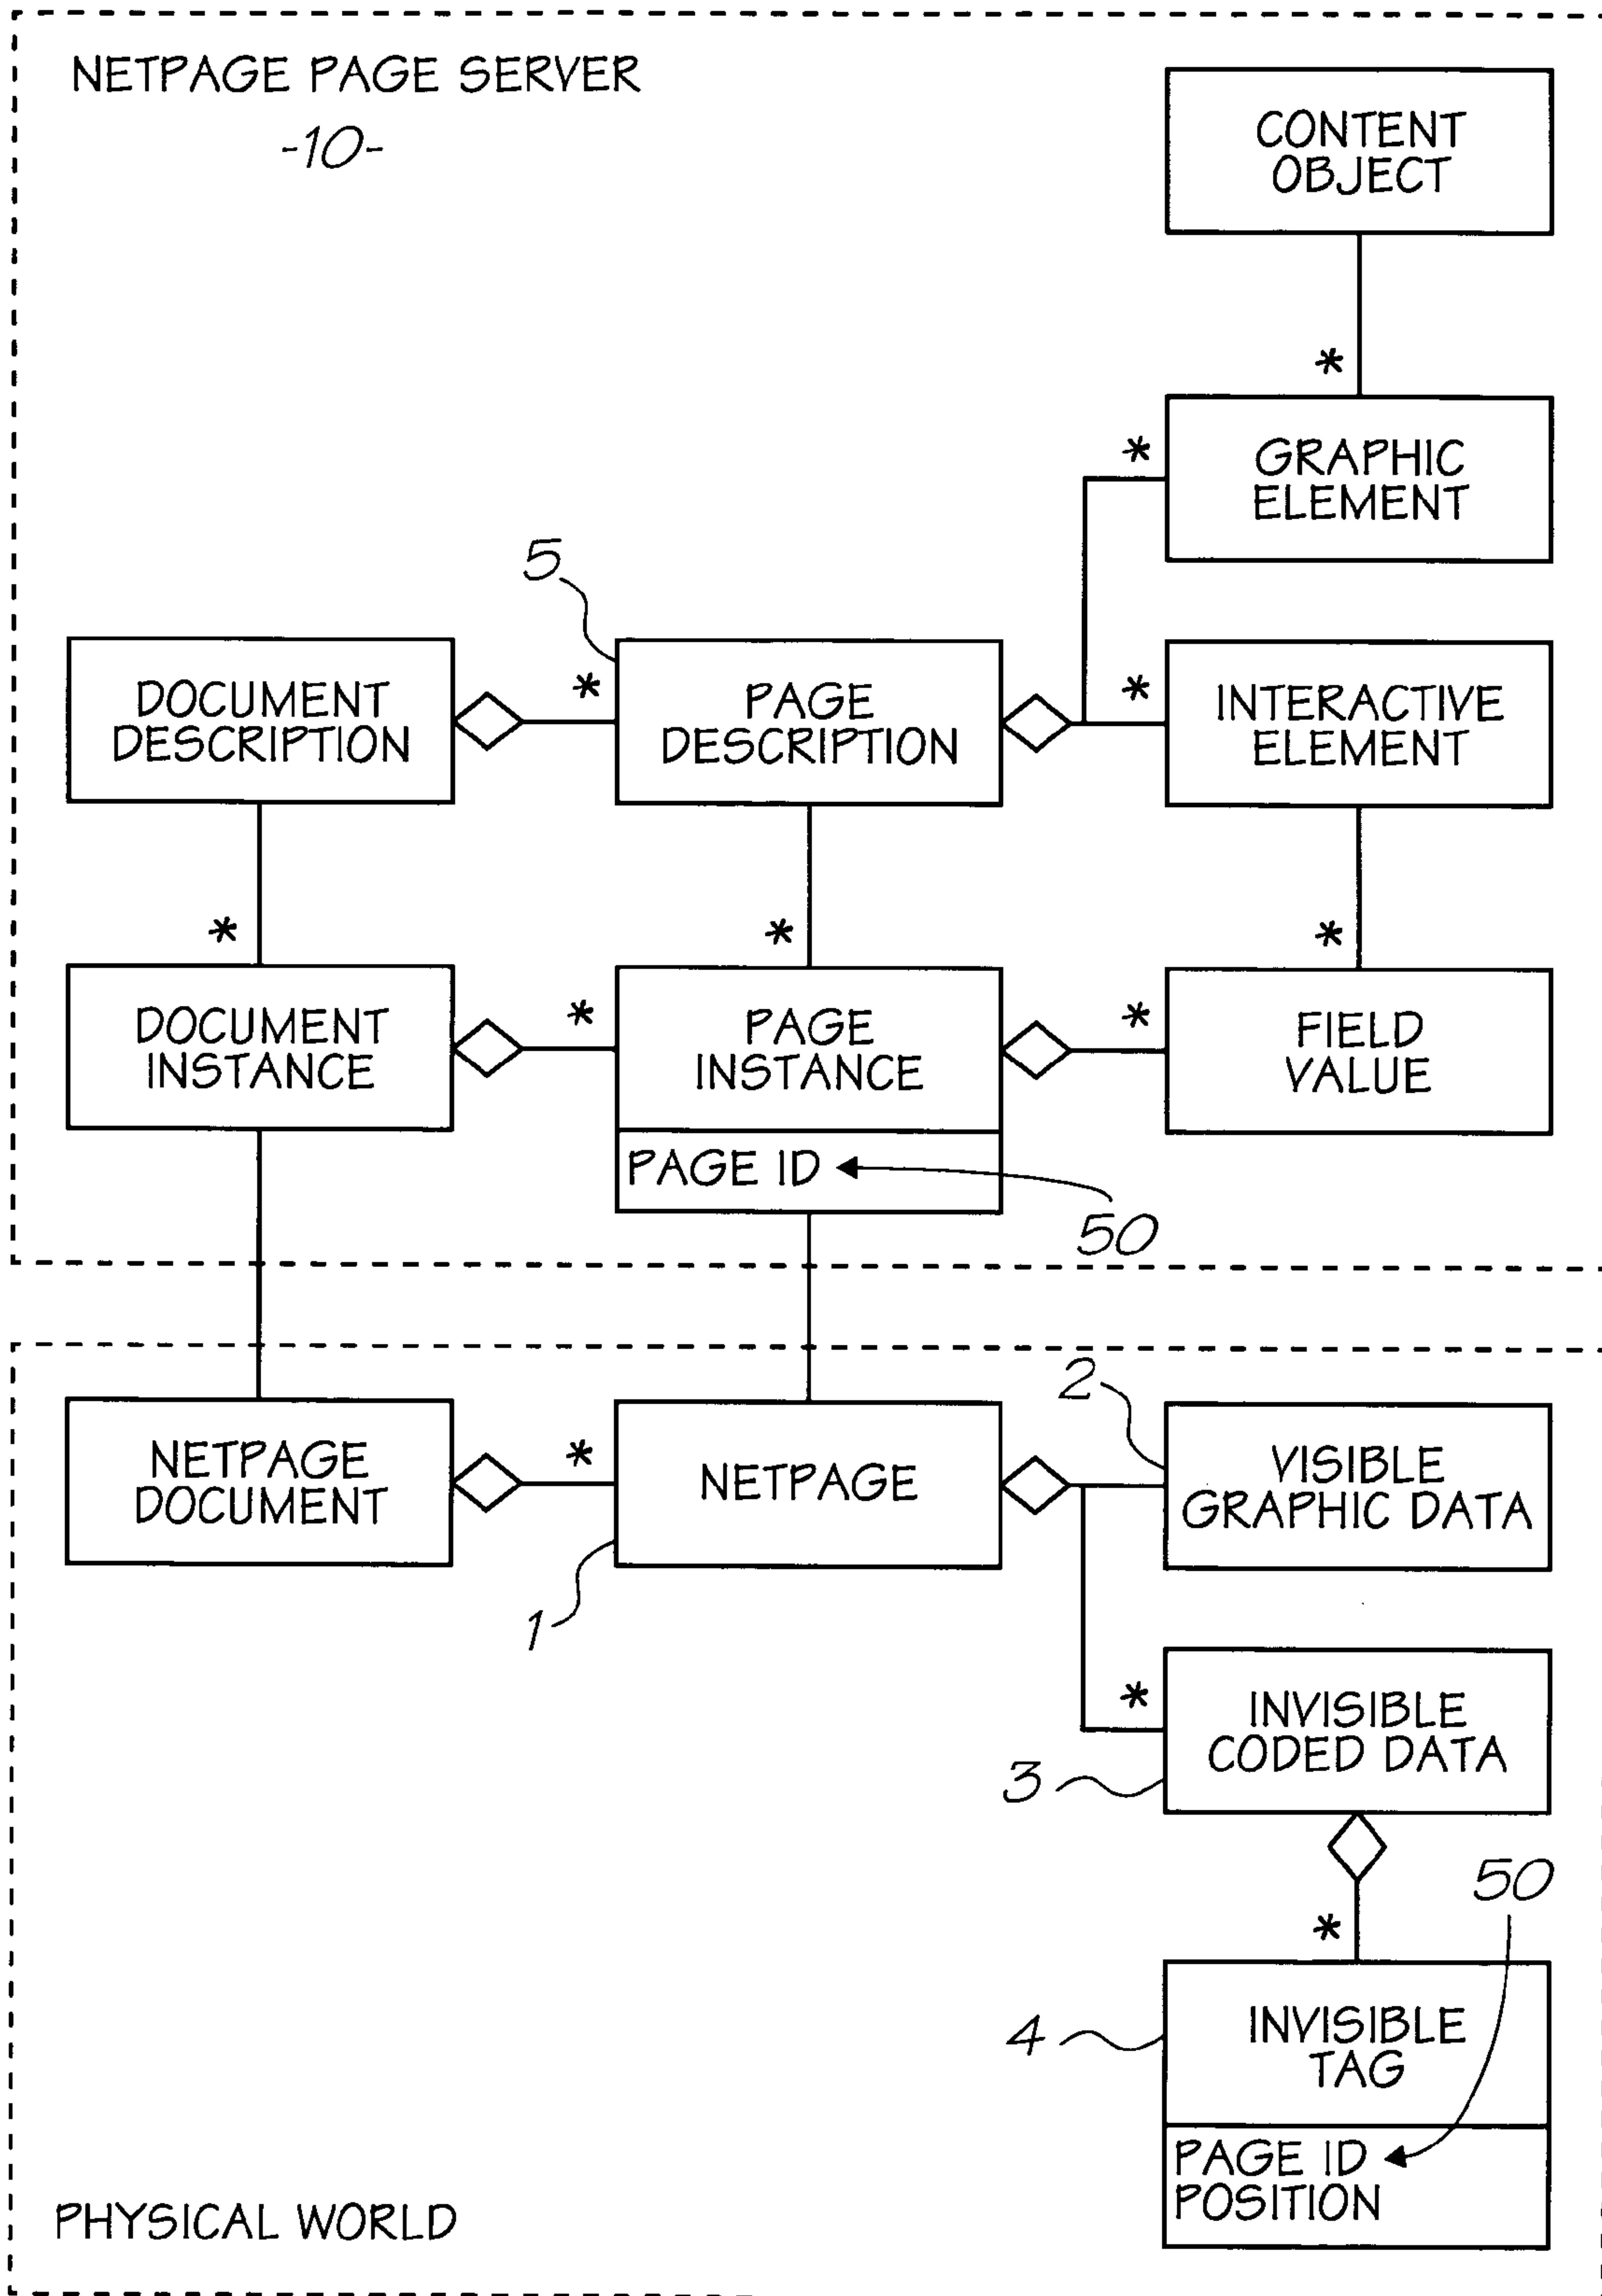 NETPAGE PAGE SERVER
-10-
CONTENT
OBJECT
*
*
GRAPHIC
ELEMENT
5
DOCUMENT
DESCRIPTION
*
PAGE
DESCRIPTION
*
INTERACTIVE
ELEMENT
*
*
*
DOCUMENT
INSTANCE
*
PAGE
INSTANCE
*
FIELD
VALUE
PAGE ID
50
NETPAGE
DOCUMENT
*
NETPAGE
1
2
VISIBLE
GRAPHIC DATA
*
INVISIBLE
CODED DATA
3
*
50
4
INVISIBLE
TAG
PAGE ID
POSITION
PHYSICAL WORLD